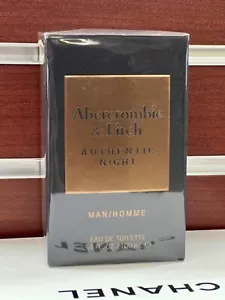 Abercrombie
& Fitch
AUTHENTIC
NIGHT
MAN/HOMME
EAU DE TOILETTE
CHANEL